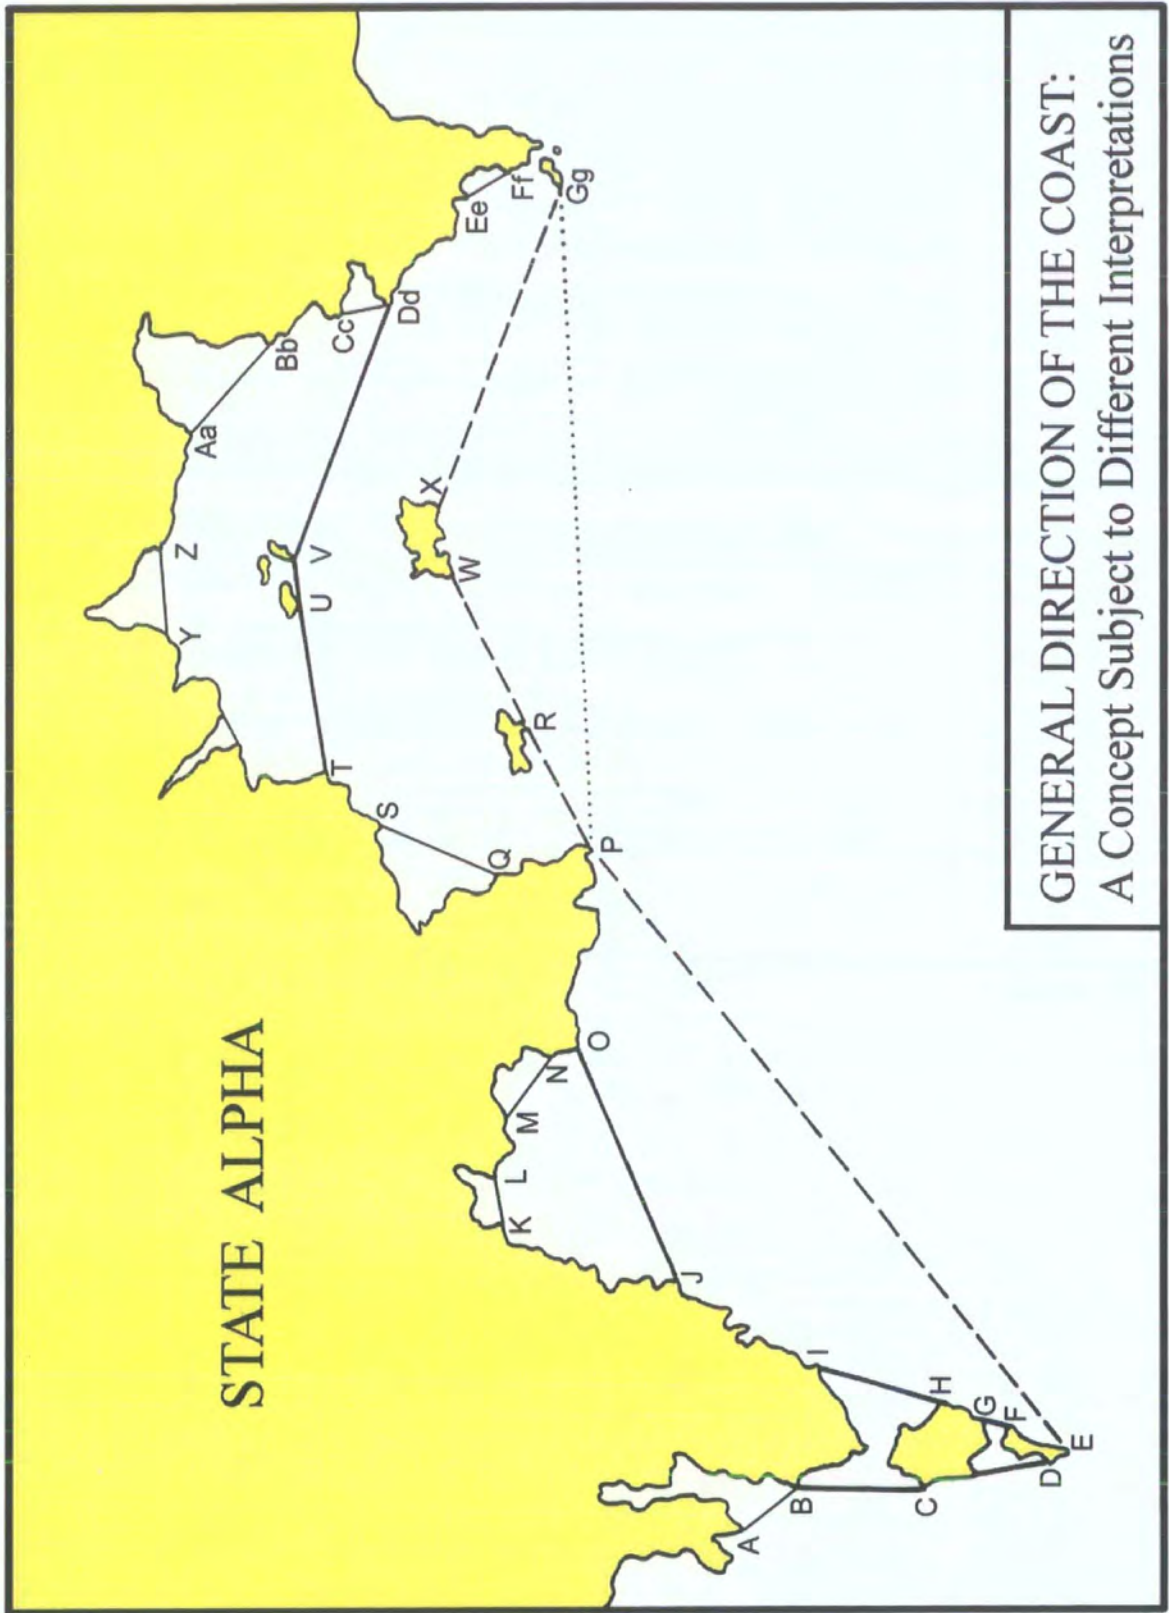 STATE ALPHA
A
B
C
D
E
F
G
H
I
J
K
L
M
N
O
P
Q
R
S
T
U
V
W
X
Y
Z
Aa
Bb
Cc
Dd
Ee
Ff
Gg
GENERAL DIRECTION OF THE COAST:
A Concept Subject to Different Interpretations